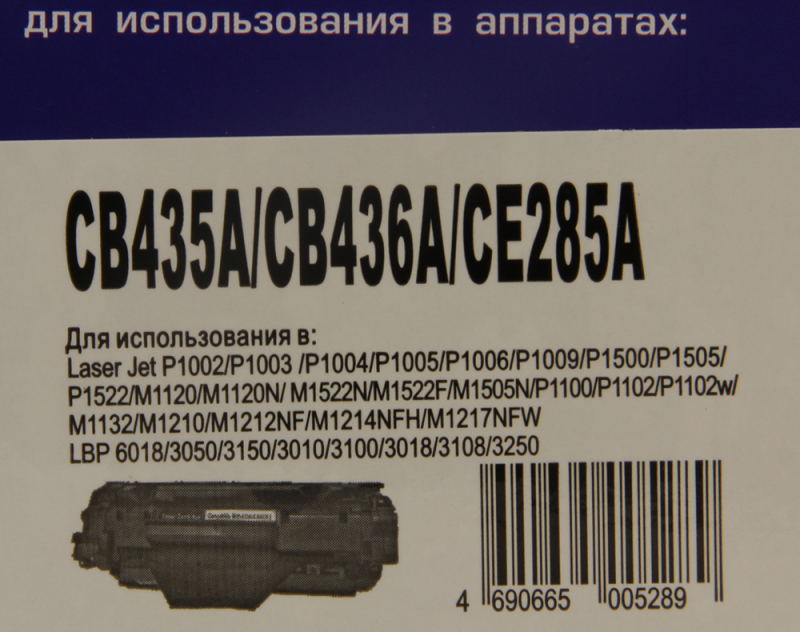 для использования в аппаратах:
CB435A/CB436A/CE285A
Для использования в:
Laser Jet P1002/P1003 /P1004/P1005/P1006/P1009/P1500/P1505/
P1522/M1120/M1120N/ M1522N/M1522F/M1505N/P1100/P1102/P1102w/
M1132/M1210/M1212NF/M1214NFH/M1217NFW
LBP 6018/3050/3150/3010/3100/3018/3108/3250
4 690665 005289